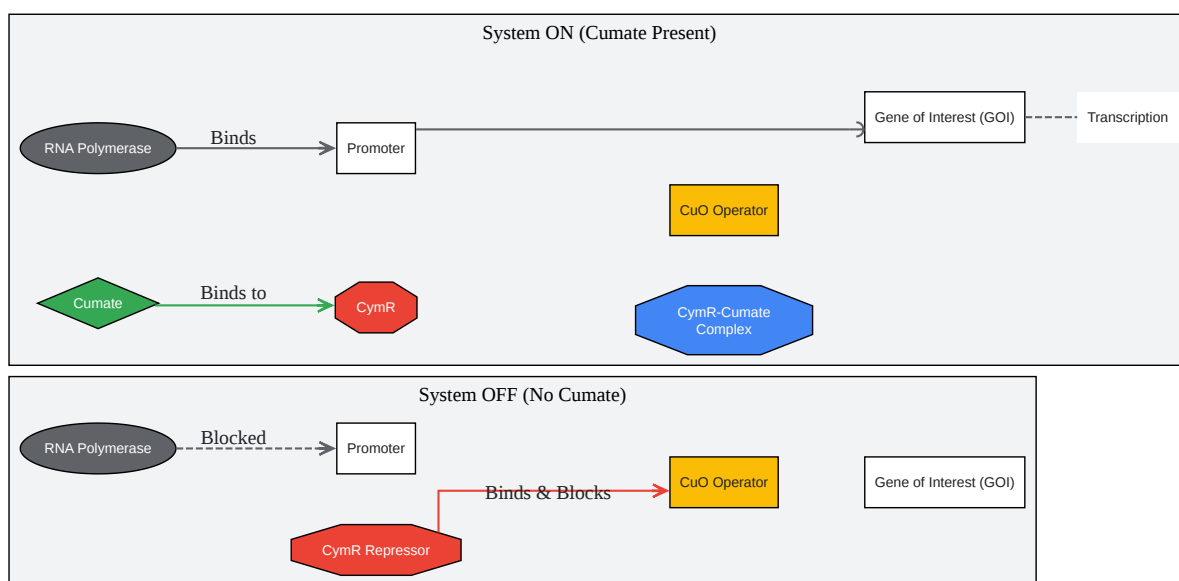 System ON (Cumate Present)
RNA Polymerase
Binds
Promoter
Gene of Interest (GOI)
Transcription
CuO Operator
Cumate
Binds to
CymR
CymR-Cumate
Complex
System OFF (No Cumate)
RNA Polymerase
Blocked
Promoter
Binds & Blocks
CuO Operator
Gene of Interest (GOI)
CymR Repressor